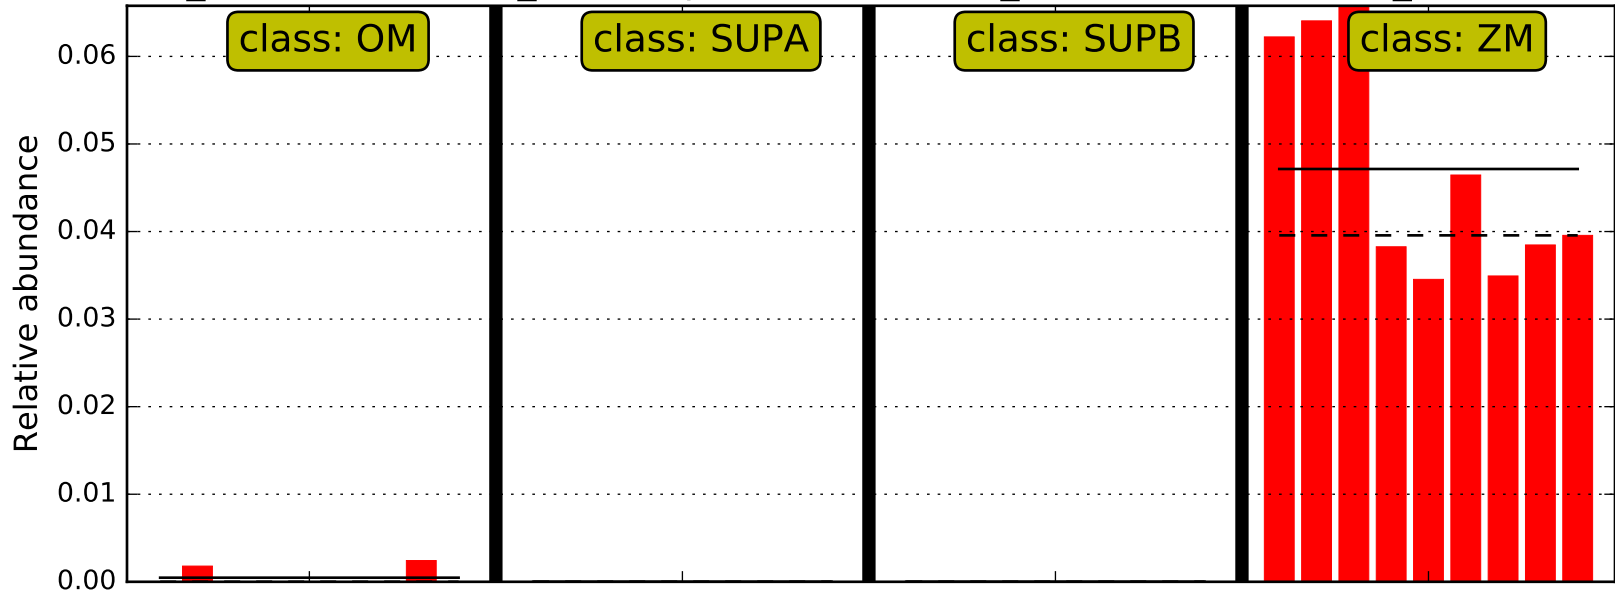 class: OM
class: SUPA
class: SUPB
class: ZM
Relative abundance
0.06
0.05
0.04
0.03
0.02
0.01
0.00